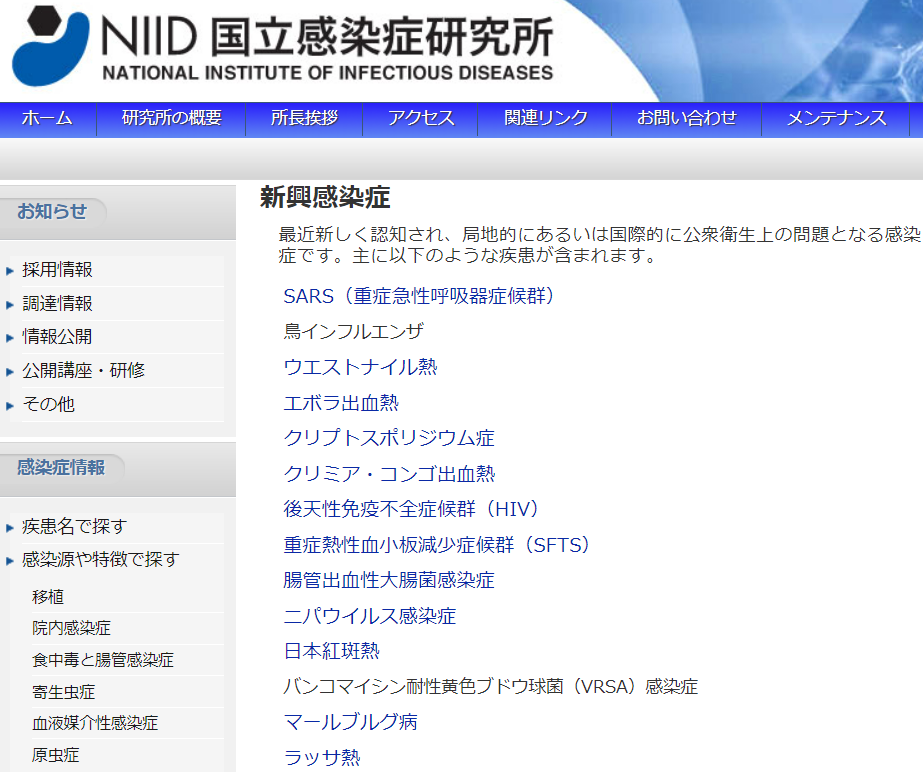 NIID 国立感染症研究所
NATIONAL INSTITUTE OF INFECTIOUS DISEASES
ホーム 研究所の概要 所長挨拶 アクセス 関連リンク お問い合わせ メンテナンス
お知らせ
採用情報
調達情報
情報公開
公開講座・研修
その他
感染症情報
疾患名で探す
感染源や特徴で探す
移植
院内感染症
食中毒と腸管感染症
寄生虫症
血液媒介性感染症
原虫症
新興感染症
最近新しく認知され、局地的にあるいは国際的に公衆衛生上の問題となる感染
症です。主に以下のような疾患が含まれます。
SARS（重症急性呼吸器症候群）
鳥インフルエンザ
ウエストナイル熱
エボラ出血熱
クリプトスポリジウム症
クリミア・コンゴ出血熱
後天性免疫不全症候群（HIV）
重症熱性血小板減少症候群（SFTS）
腸管出血性大腸菌感染症
ニパウイルス感染症
日本紅斑熱
バンコマイシン耐性黄色ブドウ球菌（VRSA）感染症
マールブルグ病
ラッサ熱